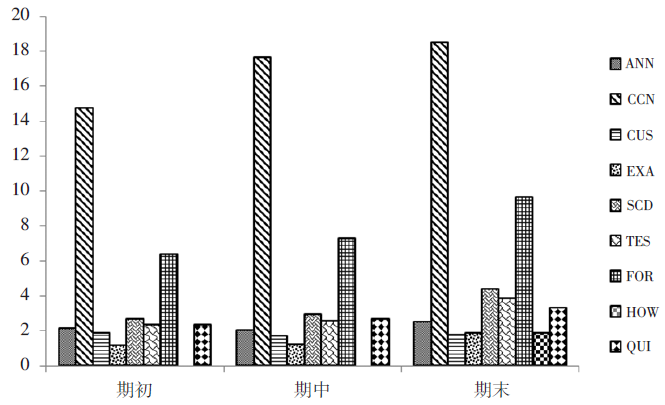 20
18
16
14
12
10
8
6
4
2
0
期初
期中
期末
ANN
CCN
CUS
EXA
SCD
TES
FOR
HOW
QUI